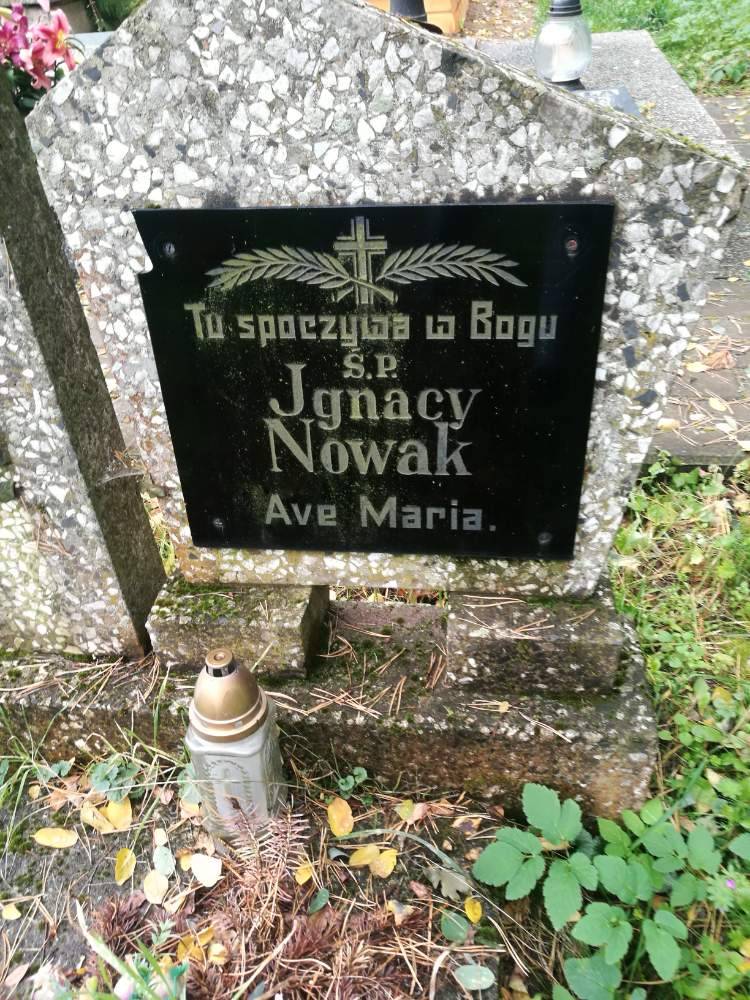 Tu spoczywa w Bogu
Ś.P.
Jgnacy
Nowak
Ave Maria.